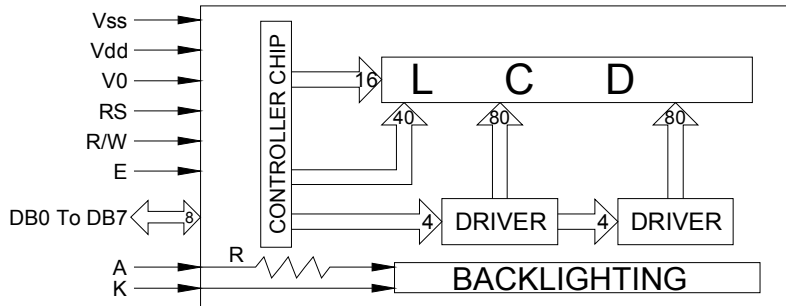 Vss
Vdd
V0
RS
R/W
E
DB0 To DB7
8
A
K
R
CONTROLLER CHIP
16
L C D
40
80
80
4
DRIVER
4
DRIVER
BACKLIGHTING